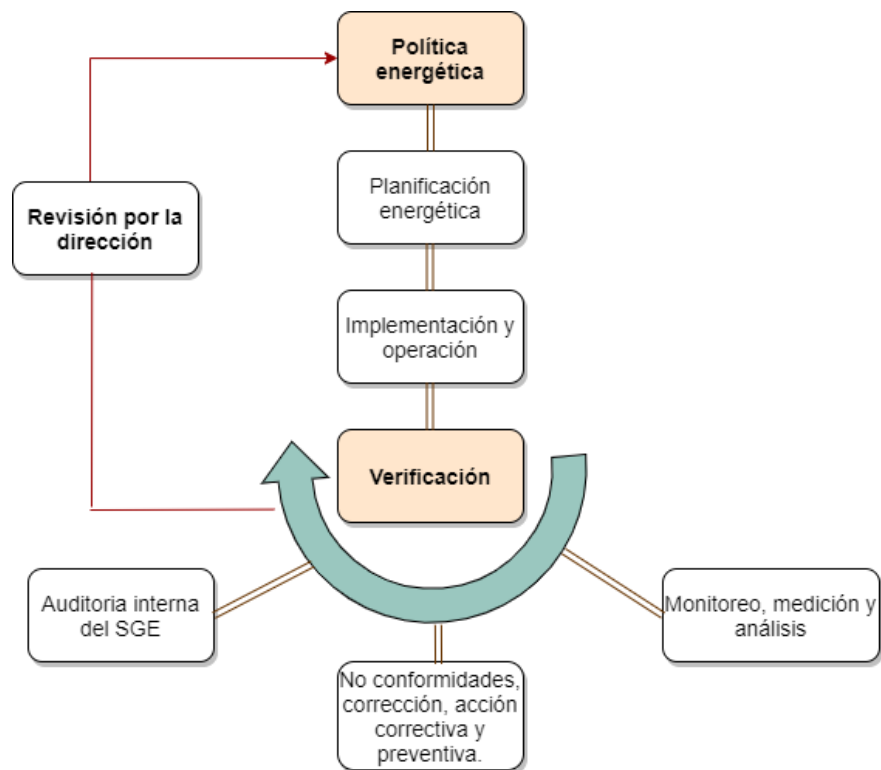 Política
energética
Planificación
energética
Revisión por la
dirección
Implementación y
operación
Verificación
Auditoria interna
del SGE
Monitoreo, medición y
análisis
No conformidades,
corrección, acción
correctiva y
preventiva.